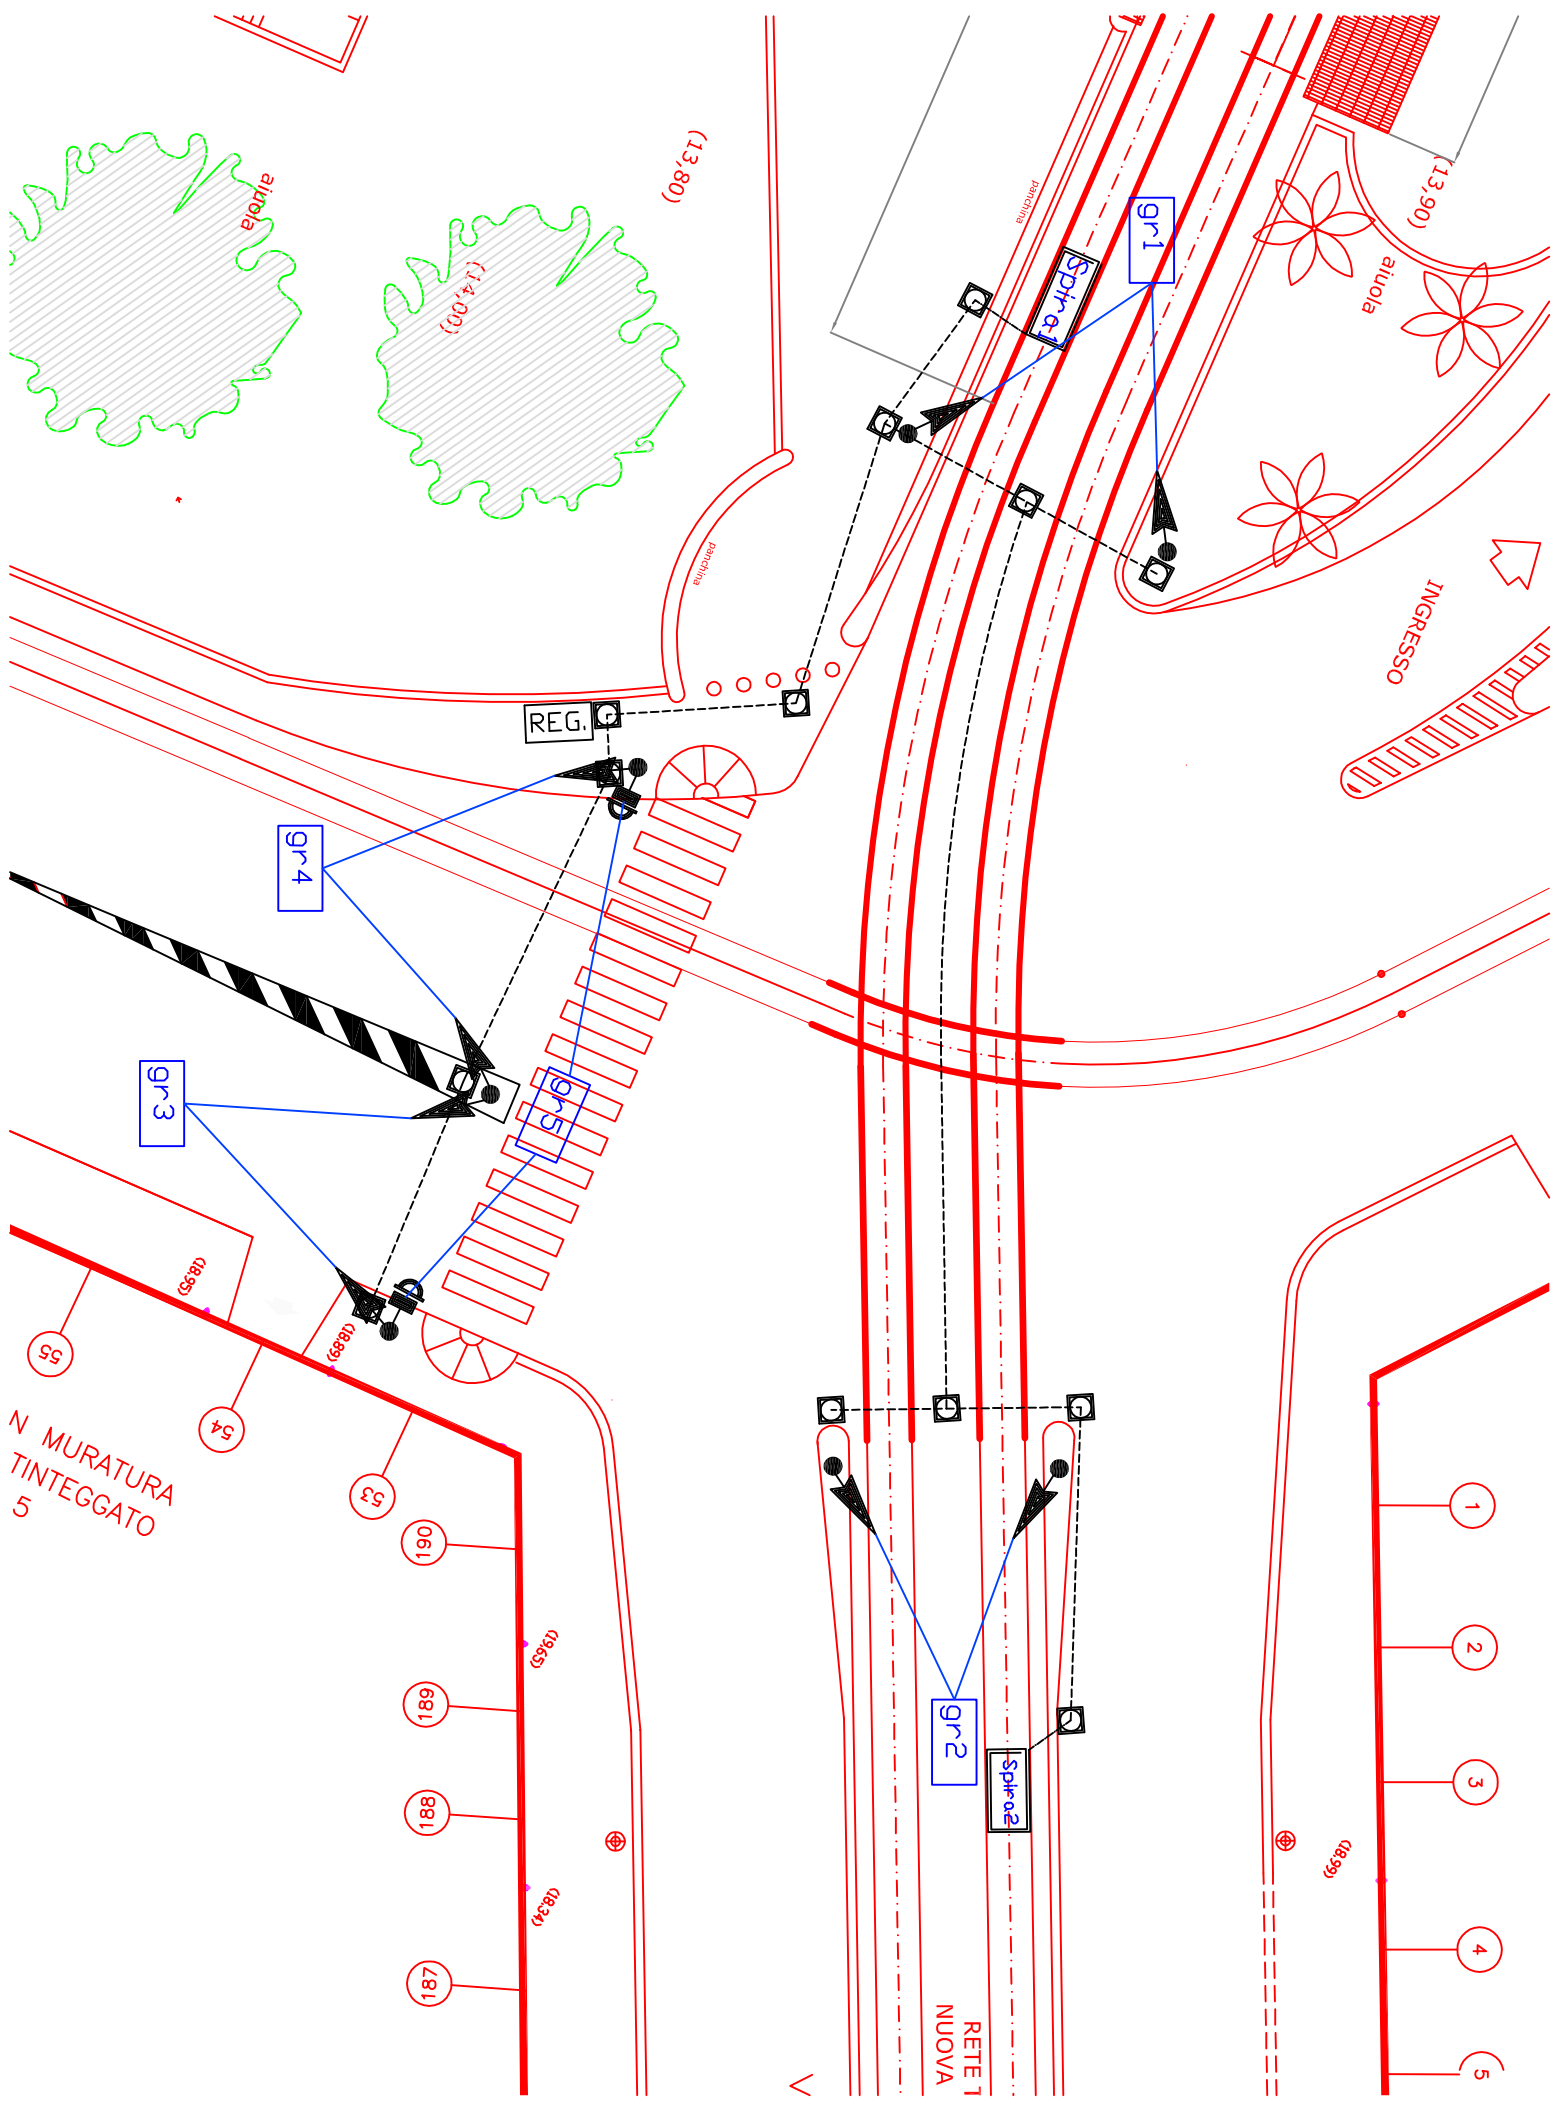 aiuola
(13,80)
(14,00)
panchina
gr1
Spira1
(13,90)
aiuola
panchina
INGRESSO
REG.
gr4
gr3
gr5
(18.95)
(18.89)
55
54
53
N MURATURA
TINTEGGATO
5
190
(19.65)
189
188
(18.34)
187
gr2
Spira2
RETE T
NUOVA
V
1
2
3
(18.99)
4
5